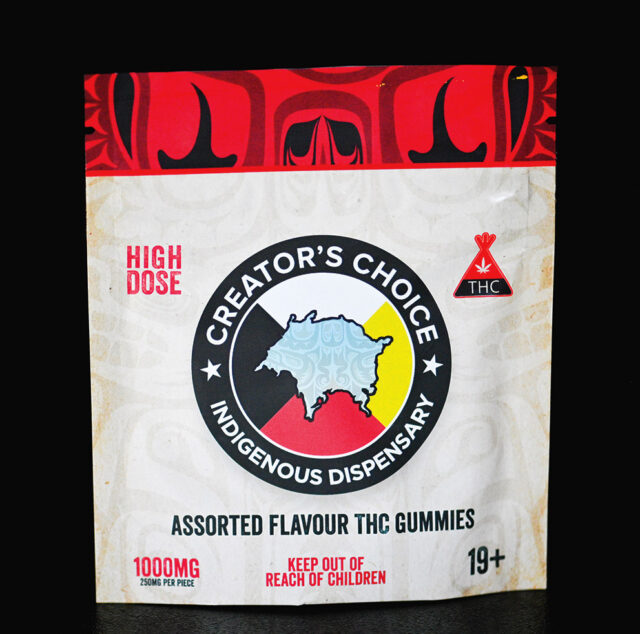 HIGH
DOSE
CREATOR'S CHOICE
INDIGENOUS DISPENSARY
THC
ASSORTED FLAVOUR THC GUMMIES
1000MG
250MG PER PIECE
KEEP OUT OF
REACH OF CHILDREN
19+